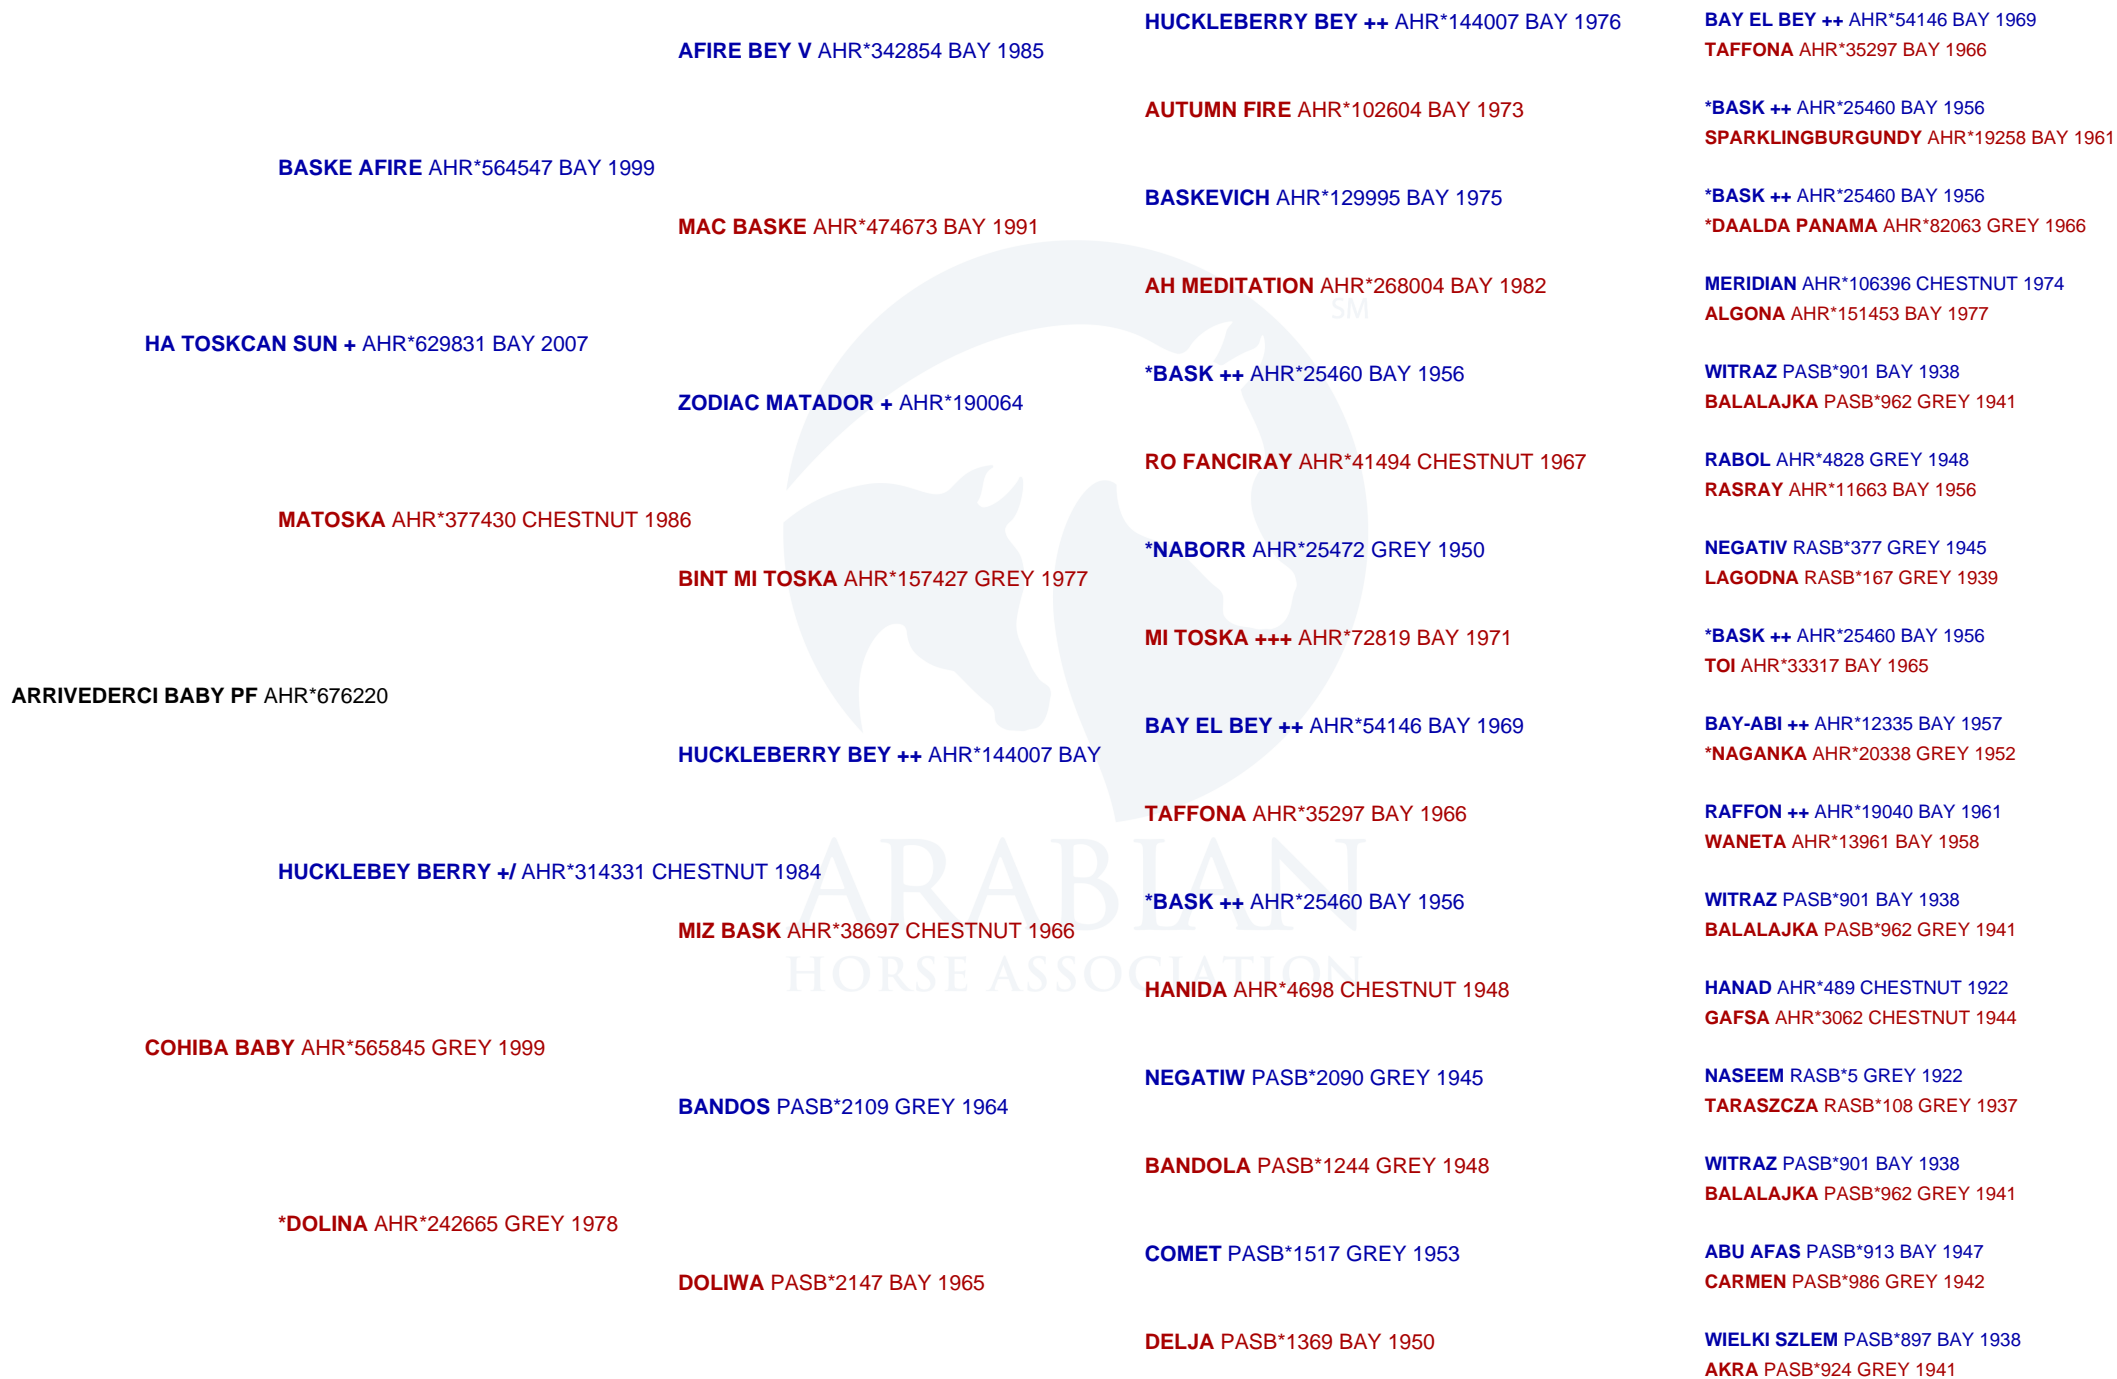 HUCKLEBERRY BEY ++ AHR*144007 BAY 1976
BAY EL BEY ++ AHR*54146 BAY 1969
AFIRE BEY V AHR*342854 BAY 1985
TAFFONA AHR*35297 BAY 1966
AUTUMN FIRE AHR*102604 BAY 1973
*BASK ++ AHR*25460 BAY 1956
SPARKLINGBURGUNDY AHR*19258 BAY 1961
BASKE AFIRE AHR*564547 BAY 1999
BASKEVICH AHR*129995 BAY 1975
*BASK ++ AHR*25460 BAY 1956
MAC BASKE AHR*474673 BAY 1991
*DAALDA PANAMA AHR*82063 GREY 1966
AH MEDITATION AHR*268004 BAY 1982
MERIDIAN AHR*106396 CHESTNUT 1974
SM
ALGONA AHR*151453 BAY 1977
HA TOSKCAN SUN + AHR*629831 BAY 2007
*BASK ++ AHR*25460 BAY 1956
WITRAZ PASB*901 BAY 1938
ZODIAC MATADOR + AHR*190064
BALALAJKA PASB*962 GREY 1941
RO FANCIRAY AHR*41494 CHESTNUT 1967
RABOL AHR*4828 GREY 1948
RASRAY AHR*11663 BAY 1956
MATOSKA AHR*377430 CHESTNUT 1986
*NABORR AHR*25472 GREY 1950
NEGATIV RASB*377 GREY 1945
BINT MI TOSKA AHR*157427 GREY 1977
LAGODNA RASB*167 GREY 1939
MI TOSKA +++ AHR*72819 BAY 1971
*BASK ++ AHR*25460 BAY 1956
TOI AHR*33317 BAY 1965
ARRIVEDERCI BABY PF AHR*676220
BAY EL BEY ++ AHR*54146 BAY 1969
BAY-ABI ++ AHR*12335 BAY 1957
HUCKLEBERRY BEY ++ AHR*144007 BAY
*NAGANKA AHR*20338 GREY 1952
TAFFONA AHR*35297 BAY 1966
RAFFON ++ AHR*19040 BAY 1961
WANETA AHR*13961 BAY 1958
HUCKLEBEY BERRY +/ AHR*314331 CHESTNUT 1984
ARABIAN
*BASK ++ AHR*25460 BAY 1956
WITRAZ PASB*901 BAY 1938
MIZ BASK AHR*38697 CHESTNUT 1966
BALALAJKA PASB*962 GREY 1941
HORSE ASSOCIATION
HANIDA AHR*4698 CHESTNUT 1948
HANAD AHR*489 CHESTNUT 1922
GAFSA AHR*3062 CHESTNUT 1944
COHIBA BABY AHR*565845 GREY 1999
NEGATIW PASB*2090 GREY 1945
NASEEM RASB*5 GREY 1922
BANDOS PASB*2109 GREY 1964
TARASZCZA RASB*108 GREY 1937
BANDOLA PASB*1244 GREY 1948
WITRAZ PASB*901 BAY 1938
BALALAJKA PASB*962 GREY 1941
*DOLINA AHR*242665 GREY 1978
COMET PASB*1517 GREY 1953
ABU AFAS PASB*913 BAY 1947
DOLIWA PASB*2147 BAY 1965
CARMEN PASB*986 GREY 1942
DELJA PASB*1369 BAY 1950
WIELKI SZLEM PASB*897 BAY 1938
AKRA PASB*924 GREY 1941